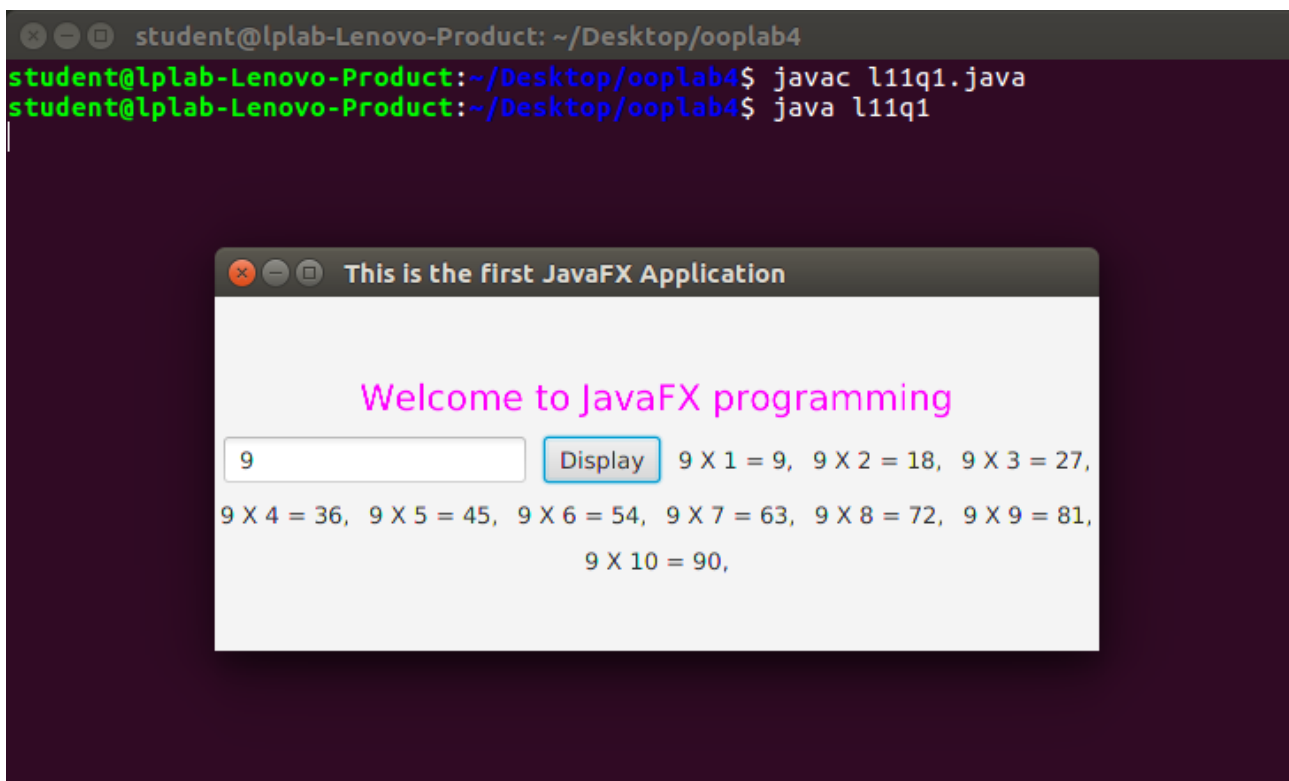 student@lplab-Lenovo-Product: ~/Desktop/ooplab4
student@lplab-Lenovo-Product:~/Desktop/ooplab4$ javac l11q1.java
student@lplab-Lenovo-Product:~/Desktop/ooplab4$ java l11q1
This is the first JavaFX Application
Welcome to JavaFX programming
9 Display 9 X 1 = 9, 9 X 2 = 18, 9 X 3 = 27,
9 X 4 = 36, 9 X 5 = 45, 9 X 6 = 54, 9 X 7 = 63, 9 X 8 = 72, 9 X 9 = 81,
9 X 10 = 90,